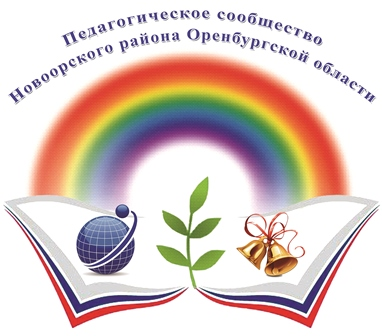 Педагогическое сообщество
Новоорского района Оренбургской области